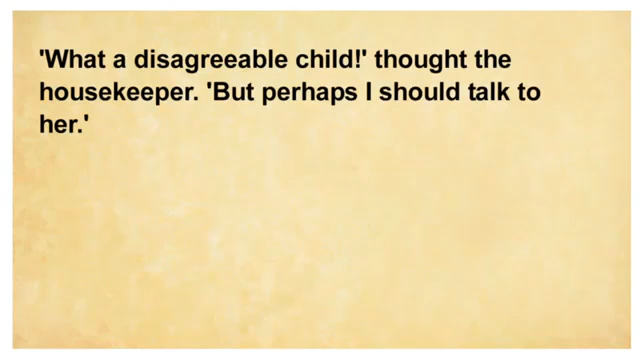 'What a disagreeable child!' thought the
housekeeper. 'But perhaps I should talk to
her.'